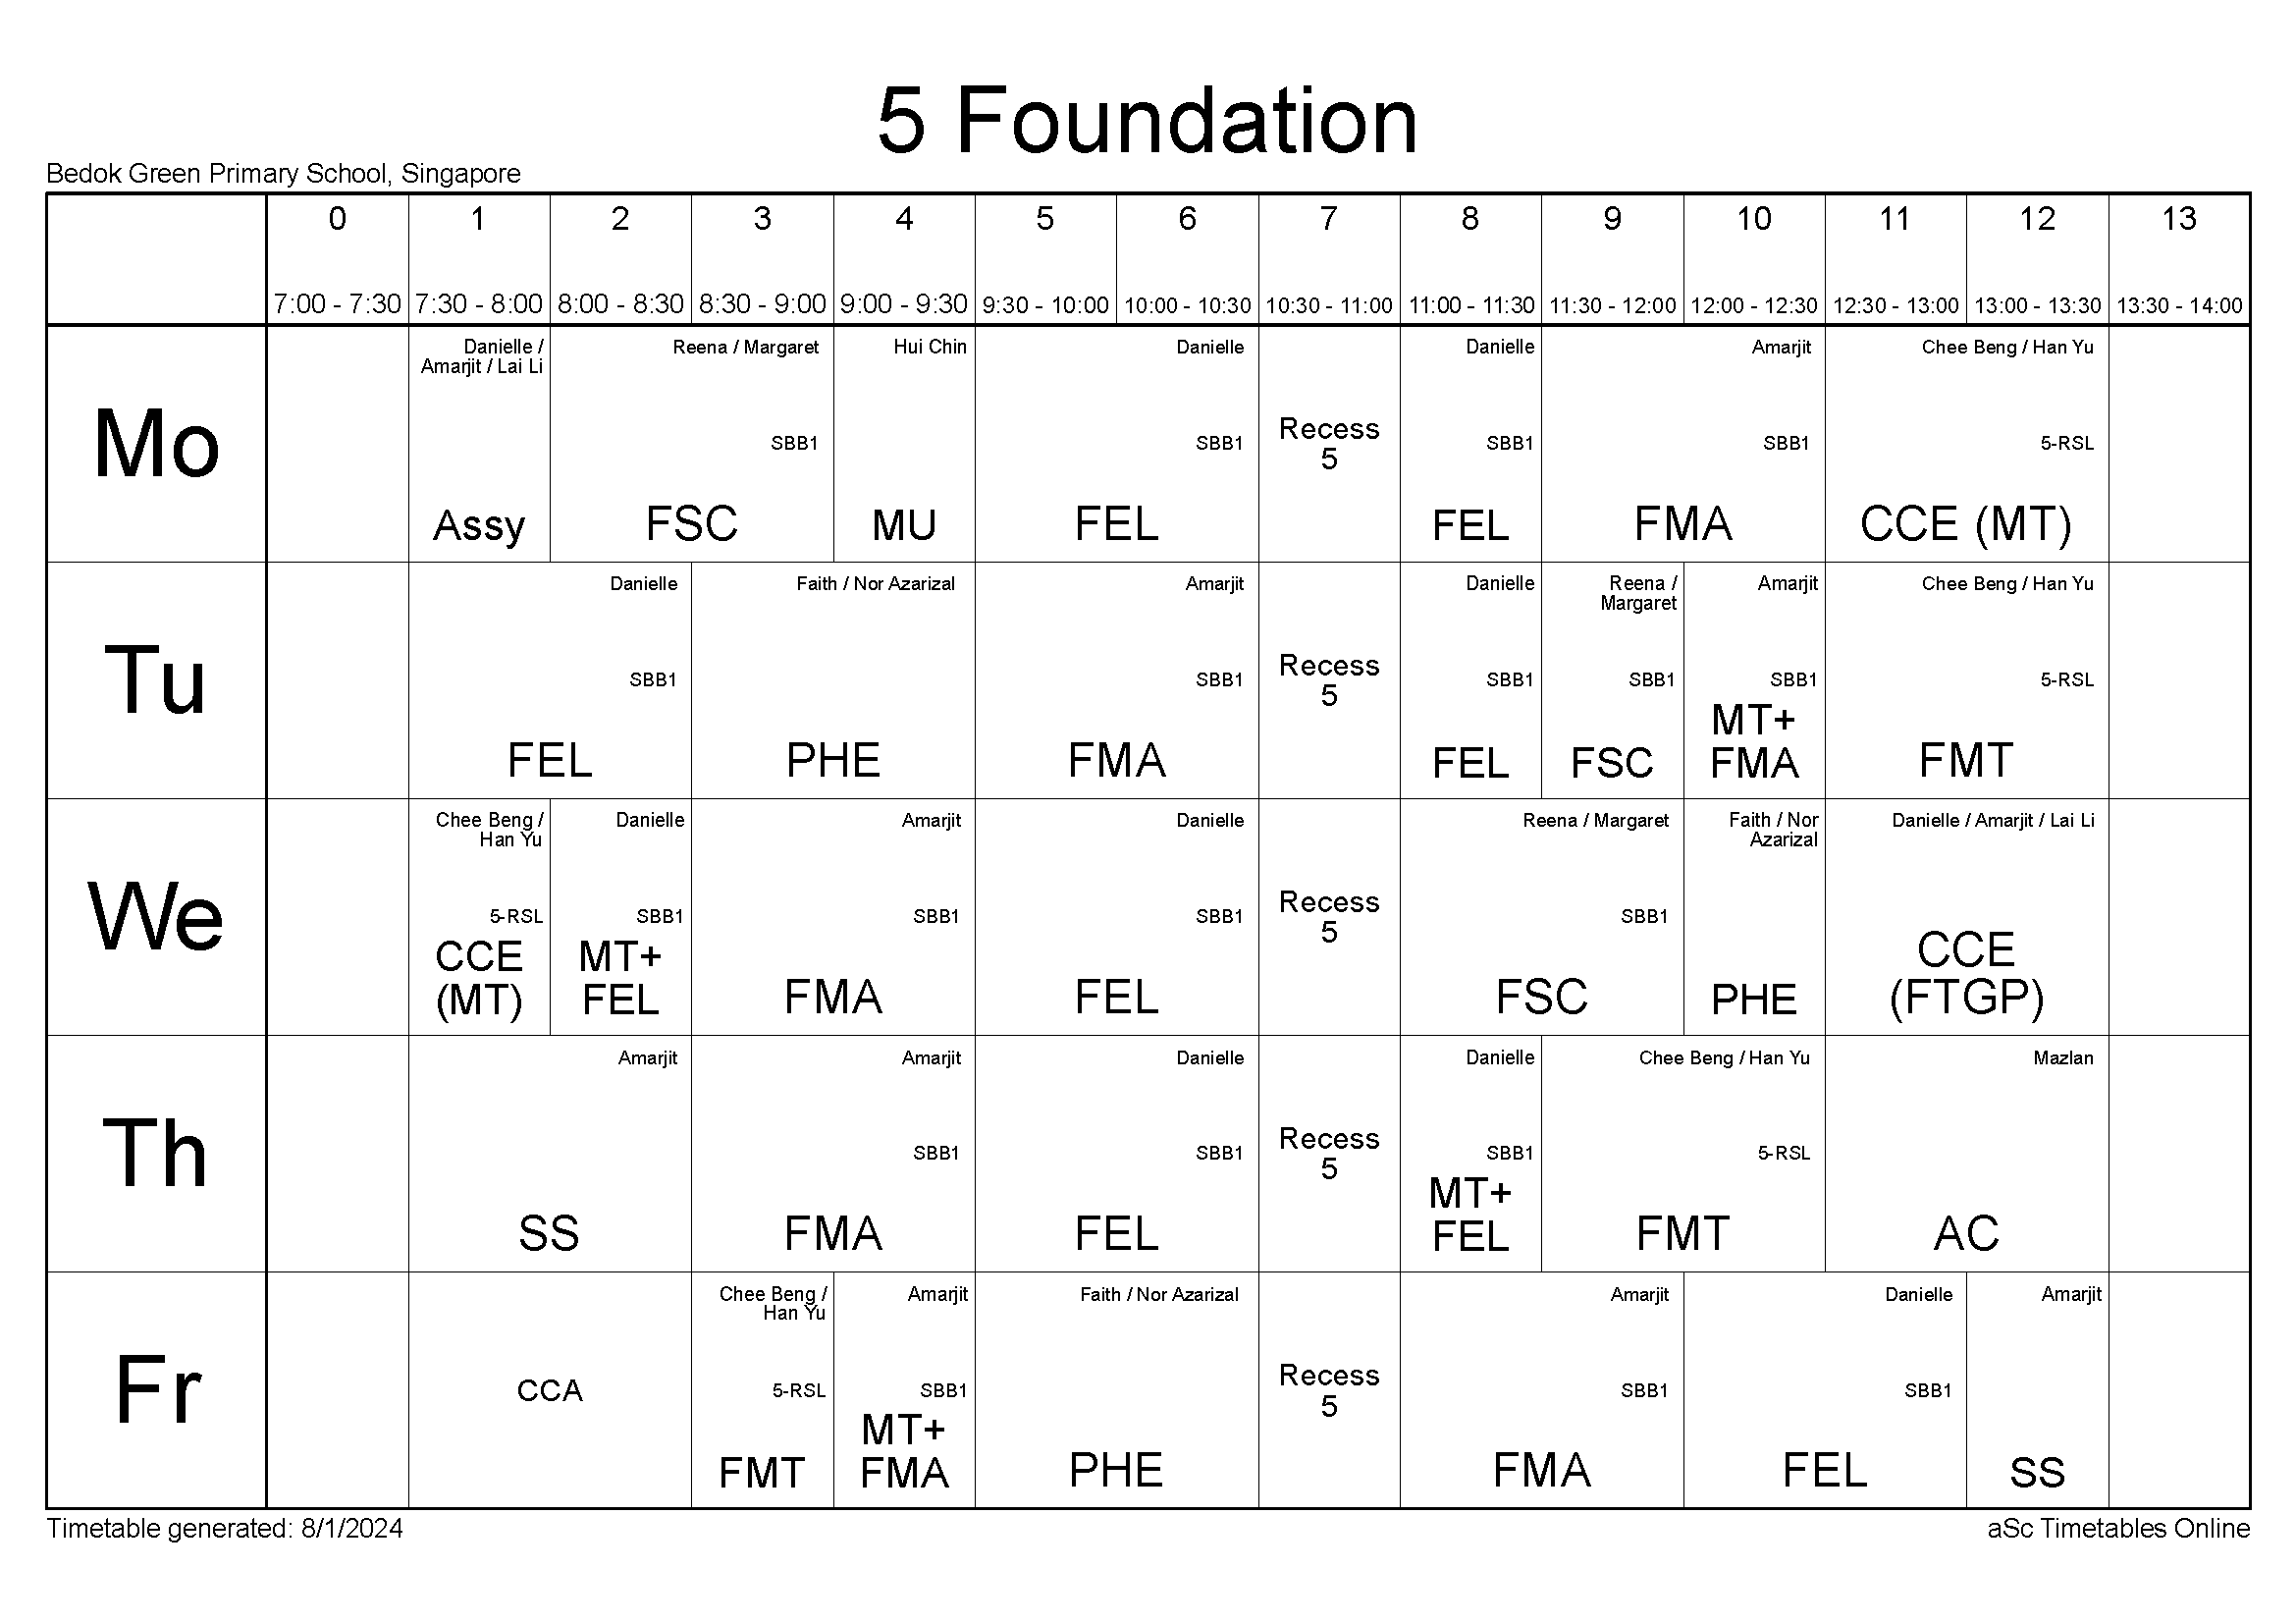 5 Foundation
Bedok Green Primary School, Singapore
0 1 2 3 4 5 6 7 8 9 10 11 12 13
7:00 - 7:30 7:30 - 8:00 8:00 - 8:30 8:30 - 9:00 9:00 - 9:30 9:30 - 10:00 10:00 - 10:30 10:30 - 11:00 11:00 - 11:30 11:30 - 12:00 12:00 - 12:30 12:30 - 13:00 13:00 - 13:30 13:30 - 14:00
Mo
Danielle /
Amarjit / Lai Li
Assy
Reena / Margaret
SBB1
FSC
Hui Chin
MU
Danielle
SBB1
FEL
Recess
5
Danielle
SBB1
FEL
Amarjit
SBB1
FMA
Chee Beng / Han Yu
5-RSL
CCE (MT)
Tu
Danielle
SBB1
FEL
Faith / Nor Azarizal
PHE
Amarjit
SBB1
FMA
Recess
5
Danielle
SBB1
FEL
Reena /
Margaret
SBB1
FSC
Amarjit
SBB1
MT+
FMA
Chee Beng / Han Yu
5-RSL
FMT
We
Chee Beng /
Han Yu
5-RSL
CCE
(MT)
Danielle
SBB1
MT+
FEL
Amarjit
SBB1
FMA
Danielle
SBB1
FEL
Recess
5
Reena / Margaret
SBB1
FSC
Faith / Nor
Azarizal
PHE
Danielle / Amarjit / Lai Li
CCE
(FTGP)
Th
Amarjit
SS
Amarjit
SBB1
FMA
Danielle
SBB1
FEL
Recess
5
Danielle
SBB1
MT+
FEL
Chee Beng / Han Yu
5-RSL
FMT
Mazlan
AC
Fr
CCA
Chee Beng /
Han Yu
5-RSL
FMT
Amarjit
SBB1
MT+
FMA
Faith / Nor Azarizal
PHE
Recess
5
Amarjit
SBB1
FMA
Danielle
SBB1
FEL
Amarjit
SS
Timetable generated: 8/1/2024
aSc Timetables Online